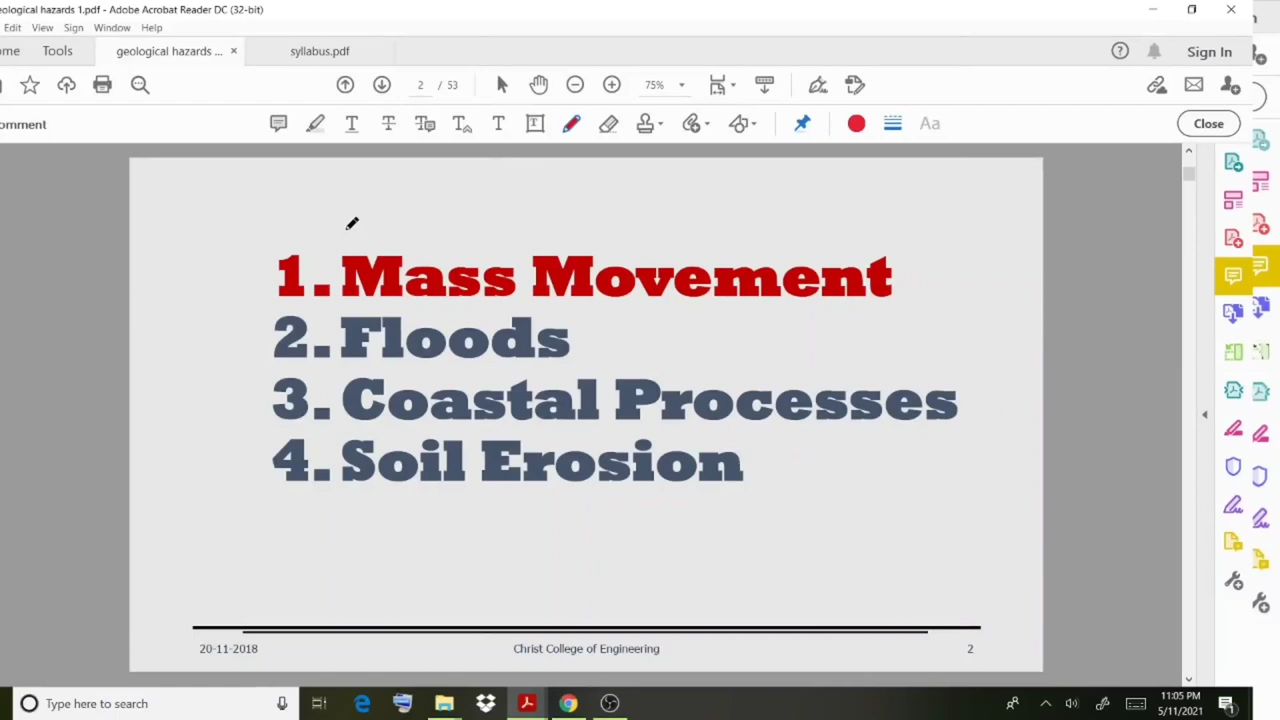 eological hazards 1.pdf - Adobe Acrobat Reader DC (32-bit)
Edit View Sign Window Help
ome Tools geological hazards ... × syllabus.pdf Sign In
2 / 53 75%
omment Aa Close
1. Mass Movement
2. Floods
3. Coastal Processes
4. Soil Erosion
20-11-2018 Christ College of Engineering 2
Type here to search
11:05 PM
5/11/2021
1